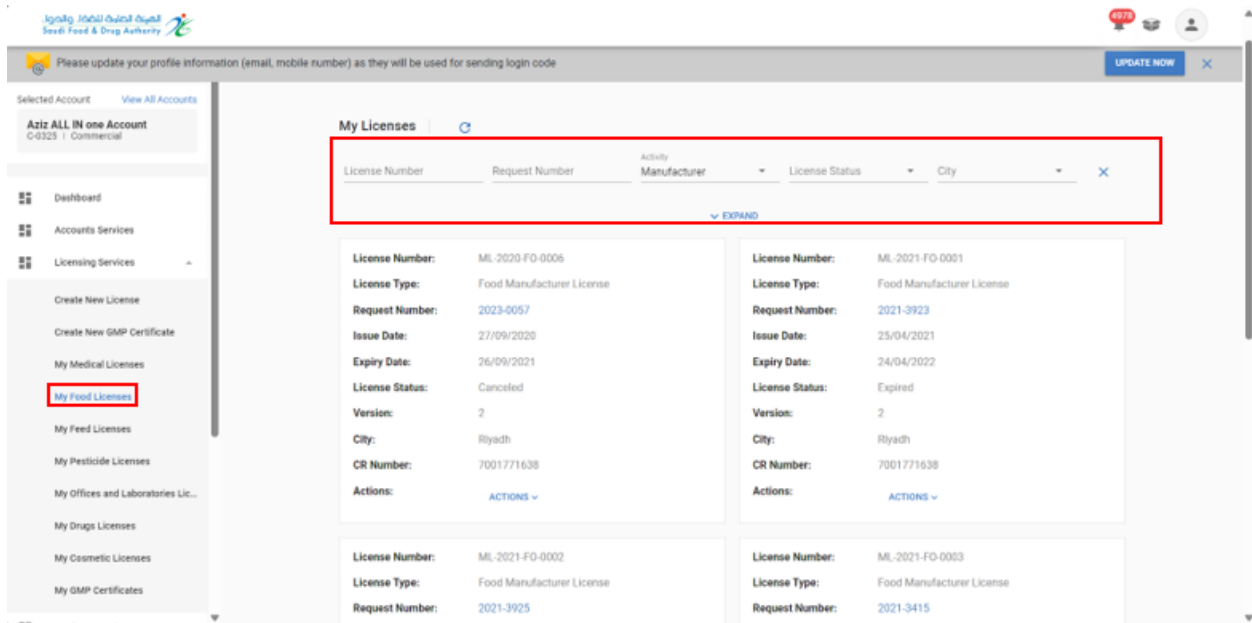 الهيئة العامة للغذاء والدواء
Saudi Food & Drug Authority
4978
Please update your profile information (email, mobile number) as they will be used for sending login code
UPDATE NOW
Selected Account View All Accounts
Aziz ALL IN one Account
C-0325 | Commercial
Dashboard
Accounts Services
Licensing Services
Create New License
Create New GMP Certificate
My Medical Licenses
My Food Licenses
My Feed Licenses
My Pesticide Licenses
My Offices and Laboratories Lic...
My Drugs Licenses
My Cosmetic Licenses
My GMP Certificates
My Licenses
Activity
License Number Request Number Manufacturer License Status City
EXPAND
License Number: ML-2020-FO-0006
License Type: Food Manufacturer License
Request Number: 2023-0057
Issue Date: 27/09/2020
Expiry Date: 26/09/2021
License Status: Canceled
Version: 2
City: Riyadh
CR Number: 7001771638
Actions: ACTIONS
License Number: ML-2021-FO-0001
License Type: Food Manufacturer License
Request Number: 2021-3923
Issue Date: 25/04/2021
Expiry Date: 24/04/2022
License Status: Expired
Version: 2
City: Riyadh
CR Number: 7001771638
Actions: ACTIONS
License Number: ML-2021-FO-0002
License Type: Food Manufacturer License
Request Number: 2021-3925
License Number: ML-2021-FO-0003
License Type: Food Manufacturer License
Request Number: 2021-3415